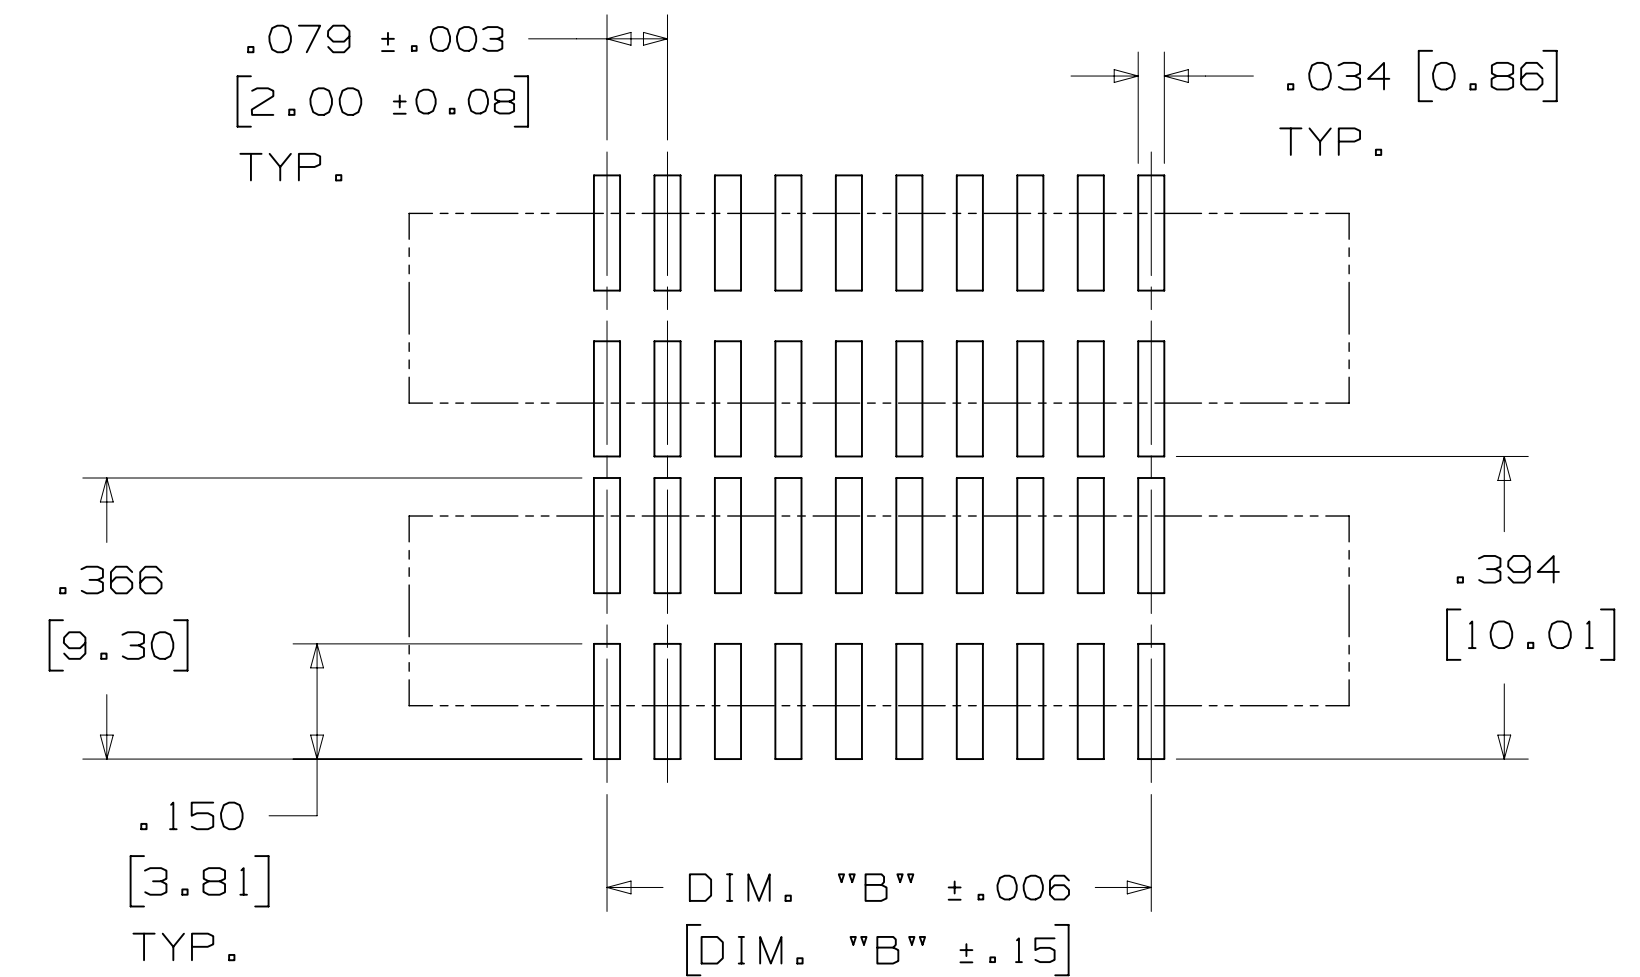 .079 ±.003
[2.00 ±0.08]
TYP.
.034 [0.86]
TYP.
.366
[9.30]
.394
[10.01]
.150
[3.81]
TYP.
DIM. "B" ±.006
[DIM. "B" ±.15]